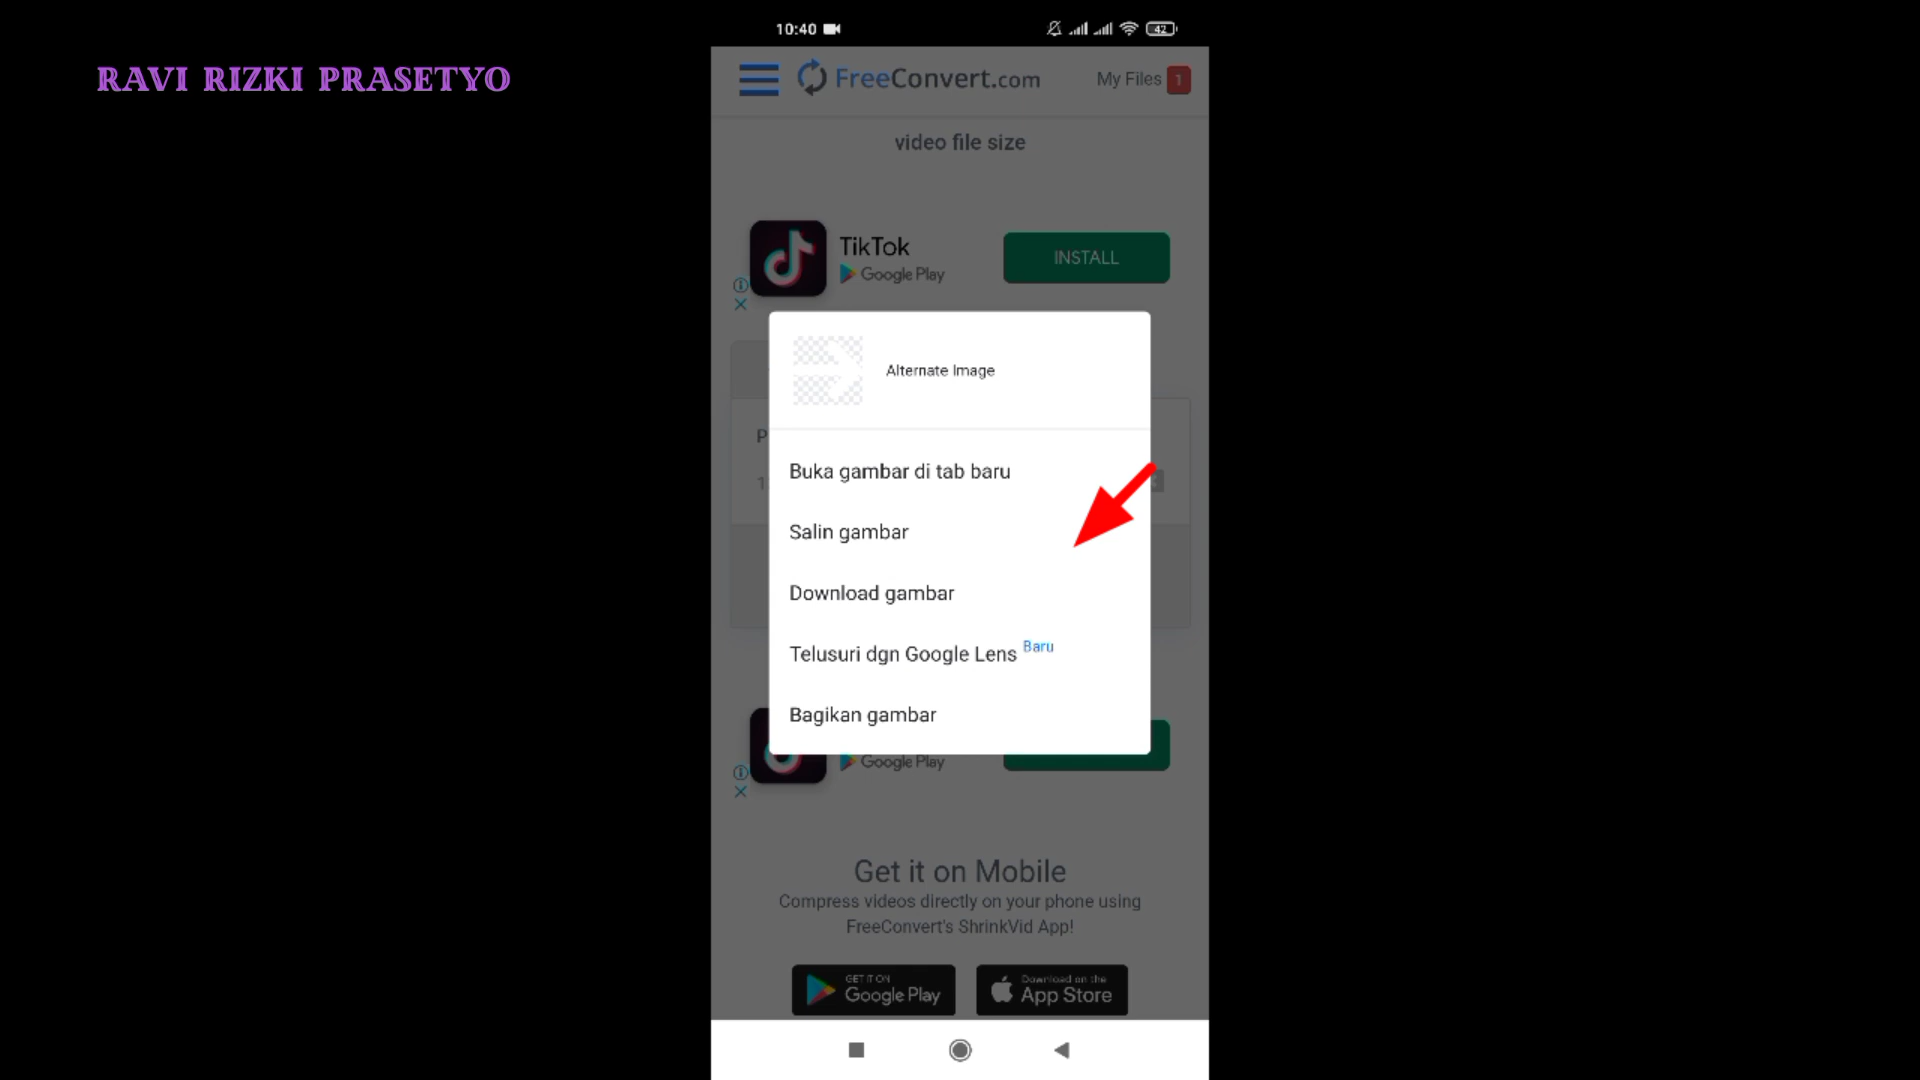 10:40
42
RAVI RIZKI PRASETYO
FreeConvert.com
My Files 1
video file size
TikTok
Google Play
INSTALL
Alternate Image
P
Buka gambar di tab baru
1
Salin gambar
Download gambar
Telusuri dgn Google Lens Baru
Bagikan gambar
Google Play
Get it on Mobile
Compress videos directly on your phone using
FreeConvert's ShrinkVid App!
GET IT ON
Google Play
Download on the
App Store